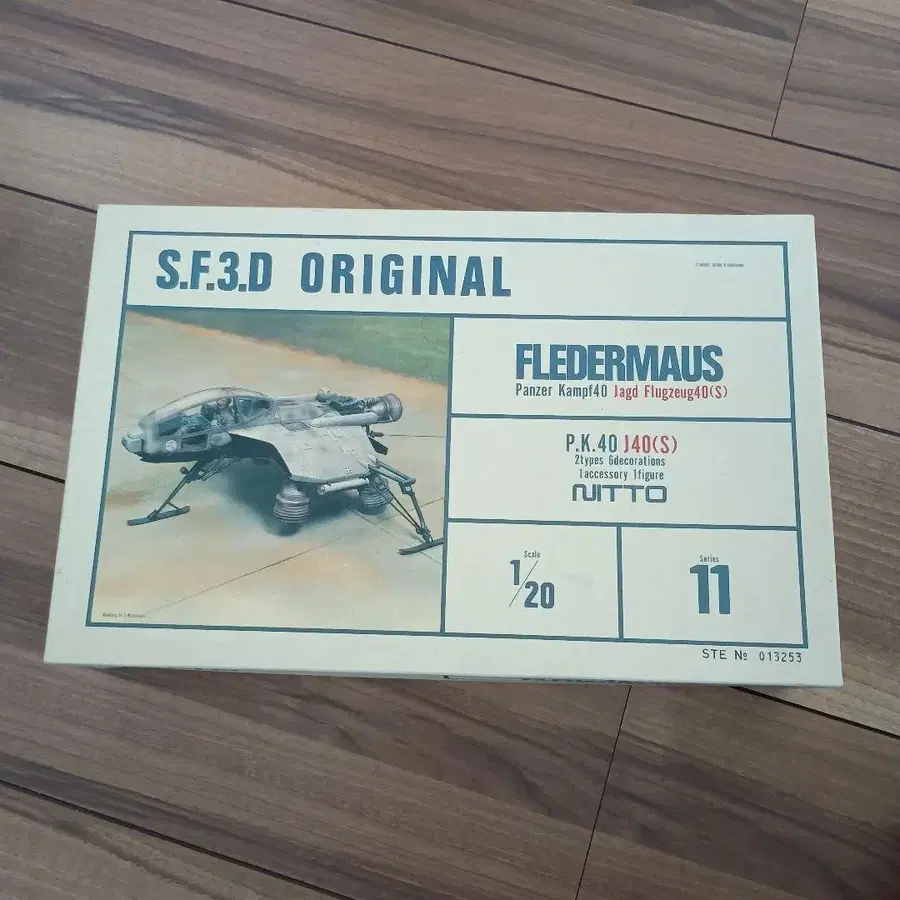 S.F.3.D ORIGINAL
FLEDERMAUS
Panzer Kampf40 Jagd Flugzeug40(S)
P.K.40 J40(S)
2types 6decorations
1accessory 1figure
NITTO
Scale
1/20
Series
11
STE № 013253